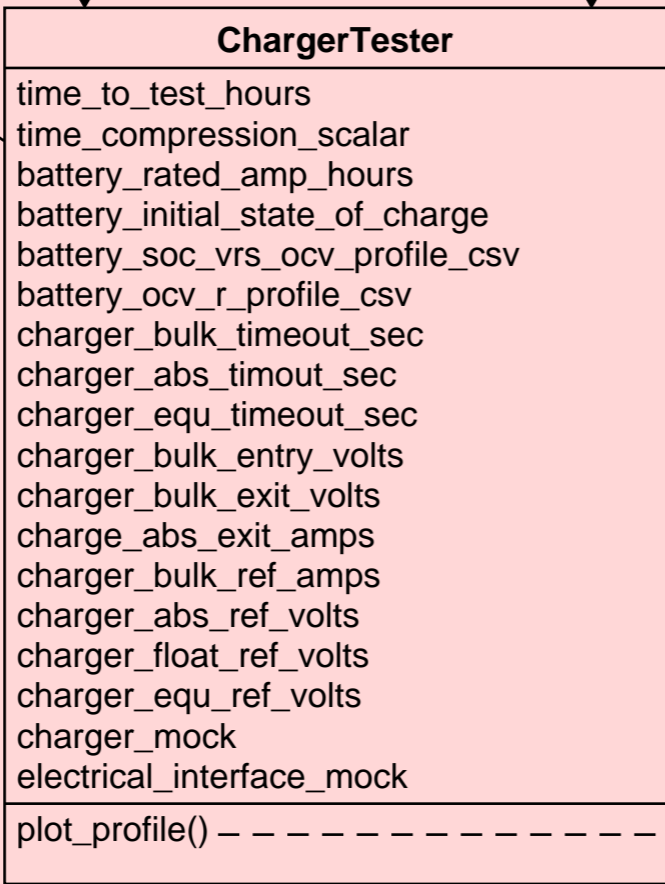 ChargerTester
time_to_test_hours
time_compression_scalar
battery_rated_amp_hours
battery_initial_state_of_charge
battery_soc_vrs_ocv_profile_csv
battery_ocv_r_profile_csv
charger_bulk_timeout_sec
charger_abs_timout_sec
charger_equ_timeout_sec
charger_bulk_entry_volts
charger_bulk_exit_volts
charge_abs_exit_amps
charger_bulk_ref_amps
charger_abs_ref_volts
charger_float_ref_volts
charger_equ_ref_volts
charger_mock
electrical_interface_mock
plot_profile()